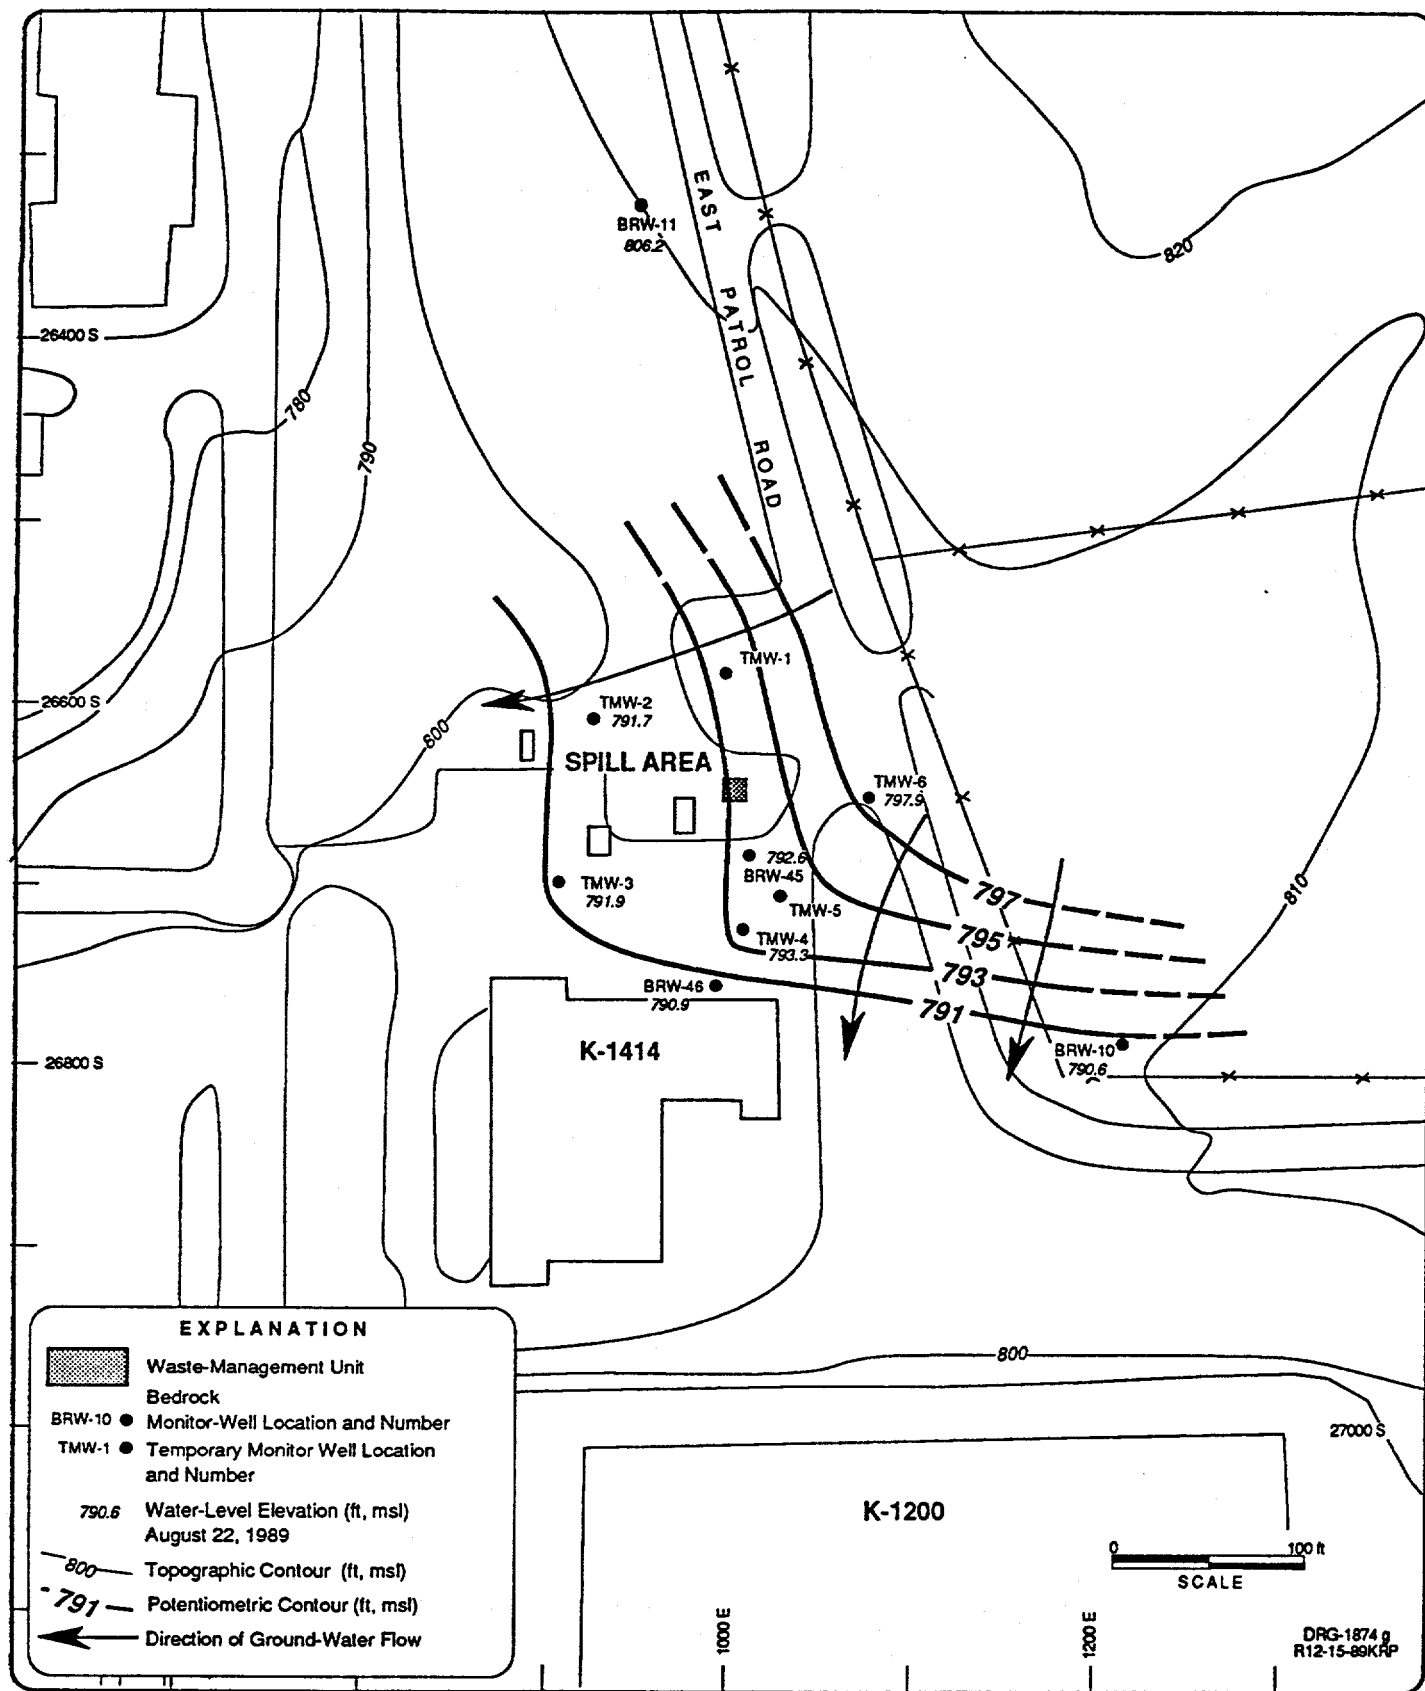 EAST PATROL ROAD
BRW-11
806.2
820
26400 S
780
790
TMW-1
26600 S
TMW-2
791.7
800
SPILL AREA
TMW-6
797.9
792.6
BRW-45
TMW-3
791.9
TMW-5
797
810
TMW-4
793.3
795
793
BRW-46
790.9
791
K-1414
BRW-10
790.6
26800 S
EXPLANATION
Waste-Management Unit
Bedrock
BRW-10 Monitor-Well Location and Number
TMW-1 Temporary Monitor Well Location
and Number
790.6 Water-Level Elevation (ft, msl)
August 22, 1989
800 Topographic Contour (ft, msl)
791 Potentiometric Contour (ft, msl)
Direction of Ground-Water Flow
800
27000 S
K-1200
0 100 ft
SCALE
1000 E
1200 E
DRG-1874 g
R12-15-89KRP